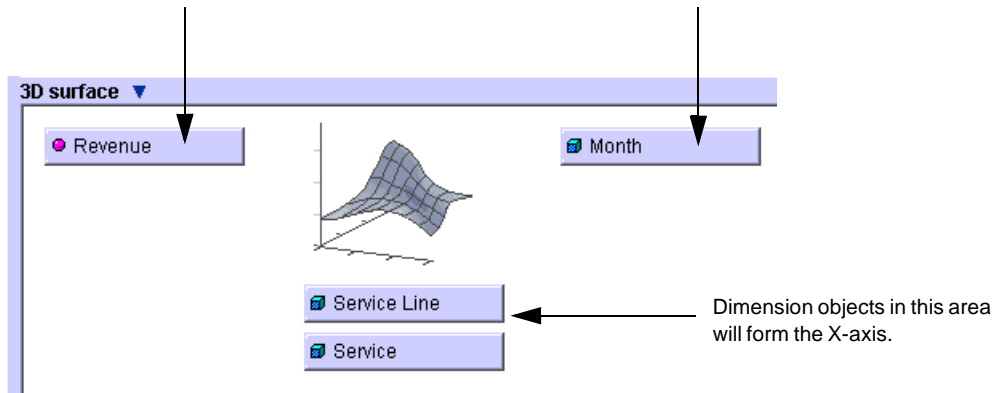 3D surface
Revenue
Month
Service Line
Service
Dimension objects in this area
will form the X-axis.